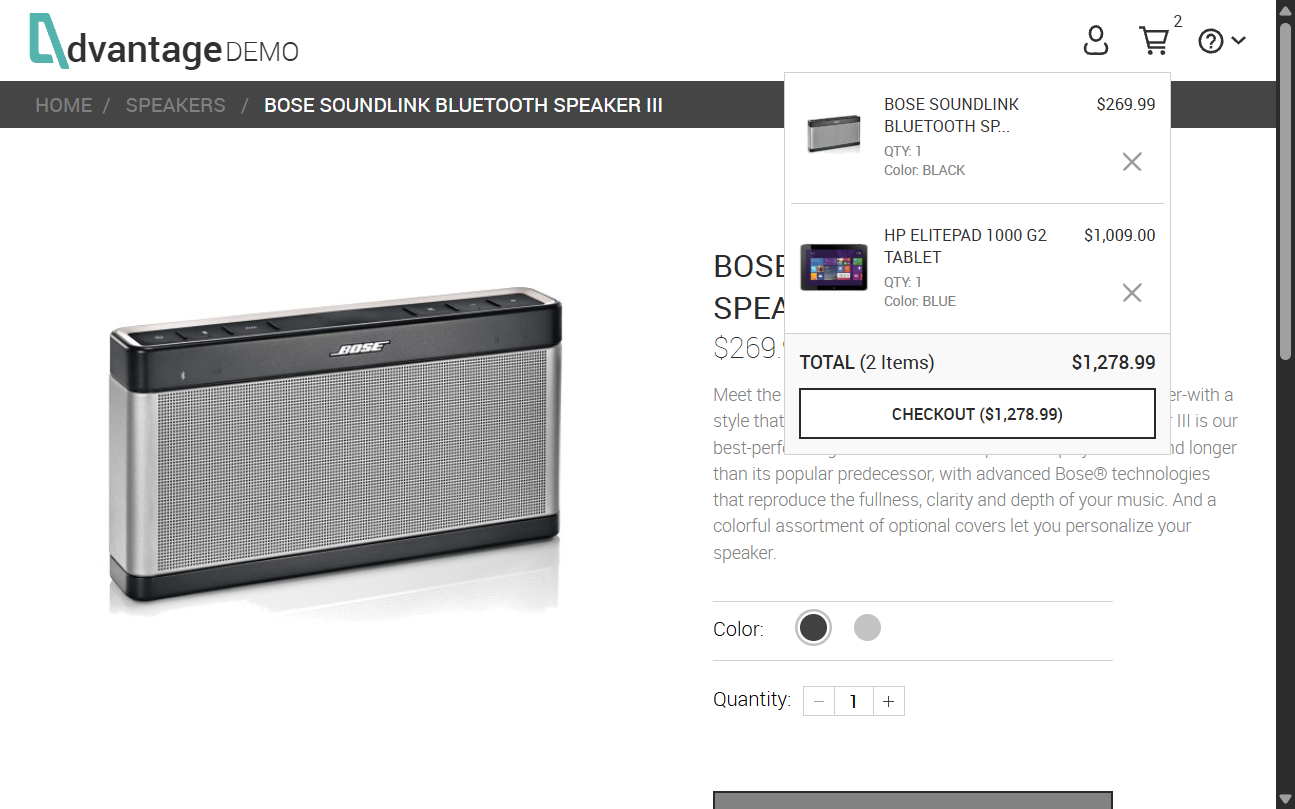 dvantage DEMO
2
HOME / SPEAKERS / BOSE SOUNDLINK BLUETOOTH SPEAKER III
BOSE SOUNDLINK
BLUETOOTH SP...
$269.99
QTY: 1
Color: BLACK
HP ELITEPAD 1000 G2
TABLET
$1,009.00
QTY: 1
Color: BLUE
TOTAL (2 Items) $1,278.99
CHECKOUT ($1,278.99)
BOSE
BOSE
SPEA
$269.
Meet the er-with a
style that III is our
best-perf nd longer
than its popular predecessor, with advanced Bose® technologies
that reproduce the fullness, clarity and depth of your music. And a
colorful assortment of optional covers let you personalize your
speaker.
Color:
Quantity: − 1 +